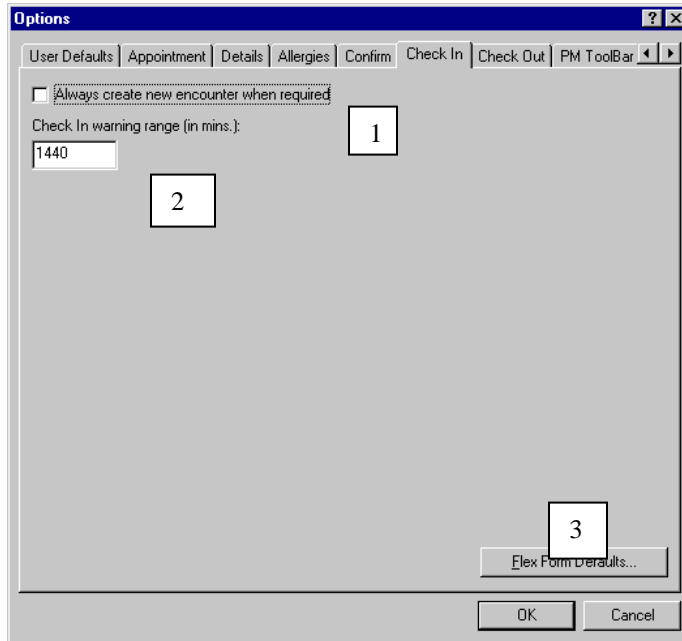 Options
User Defaults Appointment Details Allergies Confirm Check In Check Out PM ToolBar
Always create new encounter when required
1
Check In warning range (in mins.):
1440
2
3
Flex Form Defaults...
OK Cancel